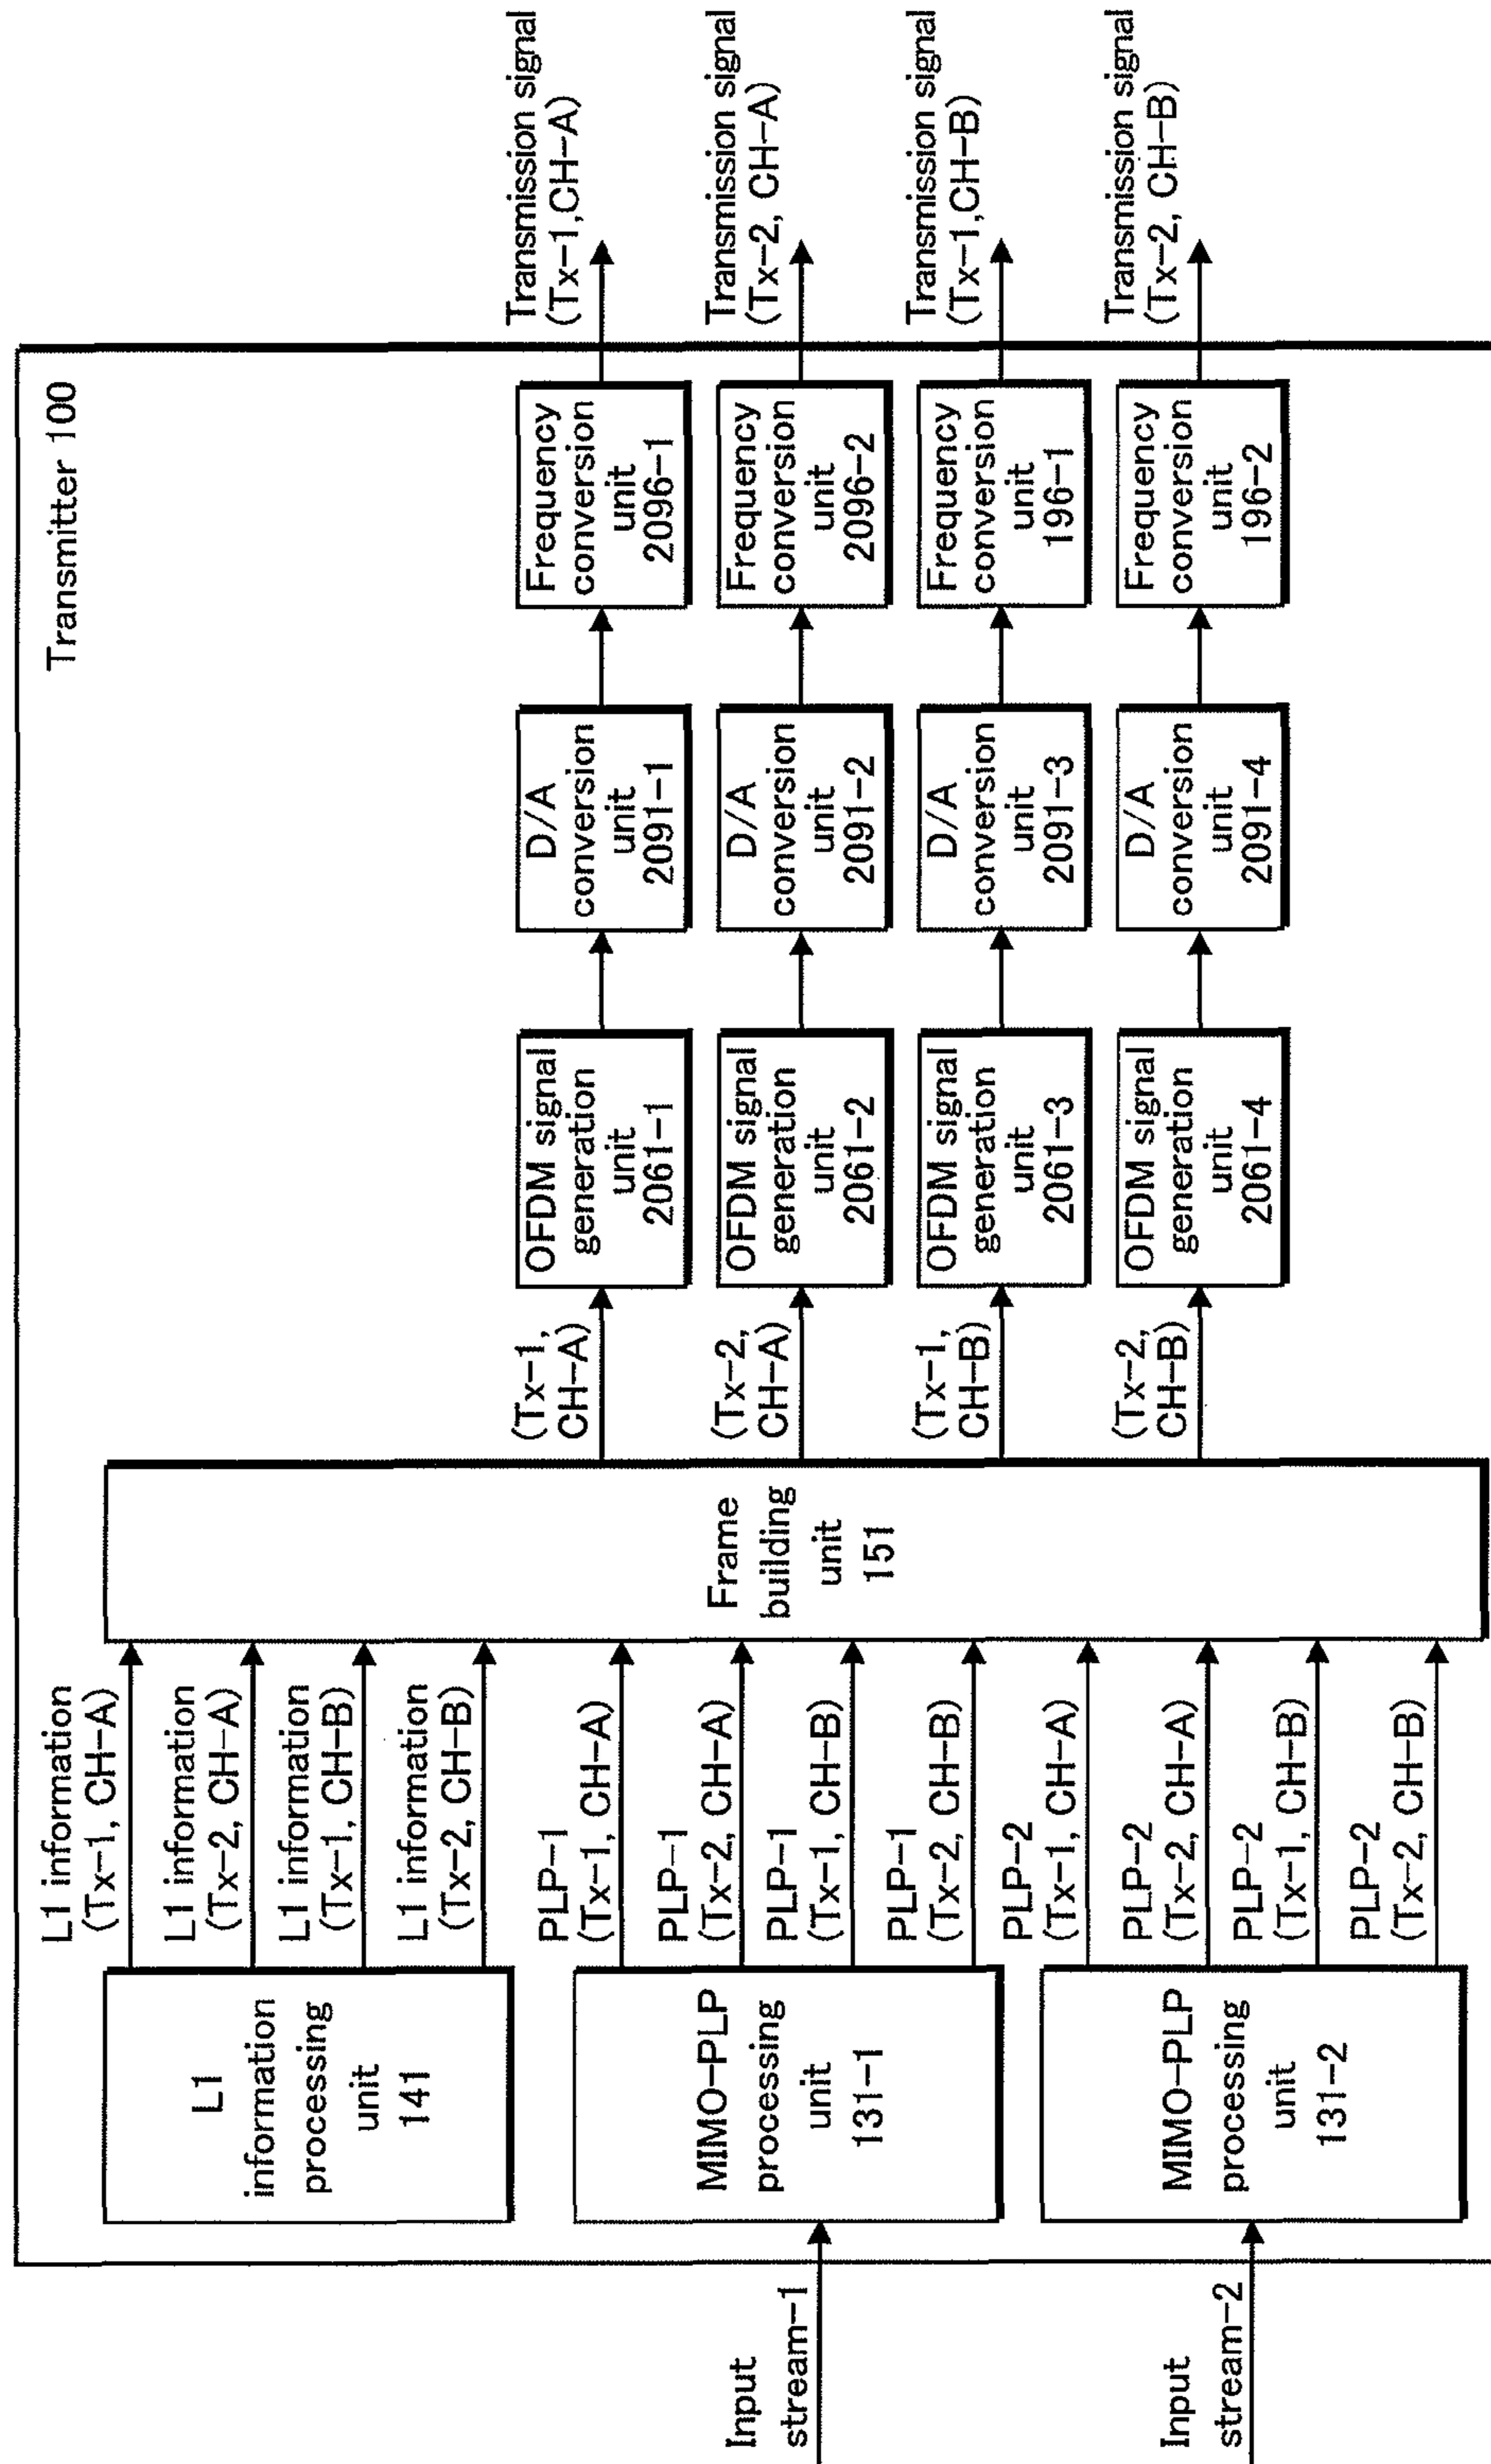 Transmitter 100
Input
stream-1
Input
stream-2
L1
information
processing
unit
141
MIMO-PLP
processing
unit
131-1
MIMO-PLP
processing
unit
131-2
L1 information
(Tx-1, CH-A)
L1 information
(Tx-2, CH-A)
L1 information
(Tx-1, CH-B)
L1 information
(Tx-2, CH-B)
PLP-1
(Tx-1, CH-A)
PLP-1
(Tx-2, CH-A)
PLP-1
(Tx-1, CH-B)
PLP-1
(Tx-2, CH-B)
PLP-2
(Tx-1, CH-A)
PLP-2
(Tx-2, CH-A)
PLP-2
(Tx-1, CH-B)
PLP-2
(Tx-2, CH-B)
Frame
building
unit
151
(Tx-1,
CH-A)
OFDM signal
generation
unit
2061-1
D/A
conversion
unit
2091-1
Frequency
conversion
unit
2096-1
Transmission signal
(Tx-1,CH-A)
(Tx-2,
CH-A)
OFDM signal
generation
unit
2061-2
D/A
conversion
unit
2091-2
Frequency
conversion
unit
2096-2
Transmission signal
(Tx-2, CH-A)
(Tx-1,
CH-B)
OFDM signal
generation
unit
2061-3
D/A
conversion
unit
2091-3
Frequency
conversion
unit
196-1
Transmission signal
(Tx-1,CH-B)
(Tx-2,
CH-B)
OFDM signal
generation
unit
2061-4
D/A
conversion
unit
2091-4
Frequency
conversion
unit
196-2
Transmission signal
(Tx-2, CH-B)